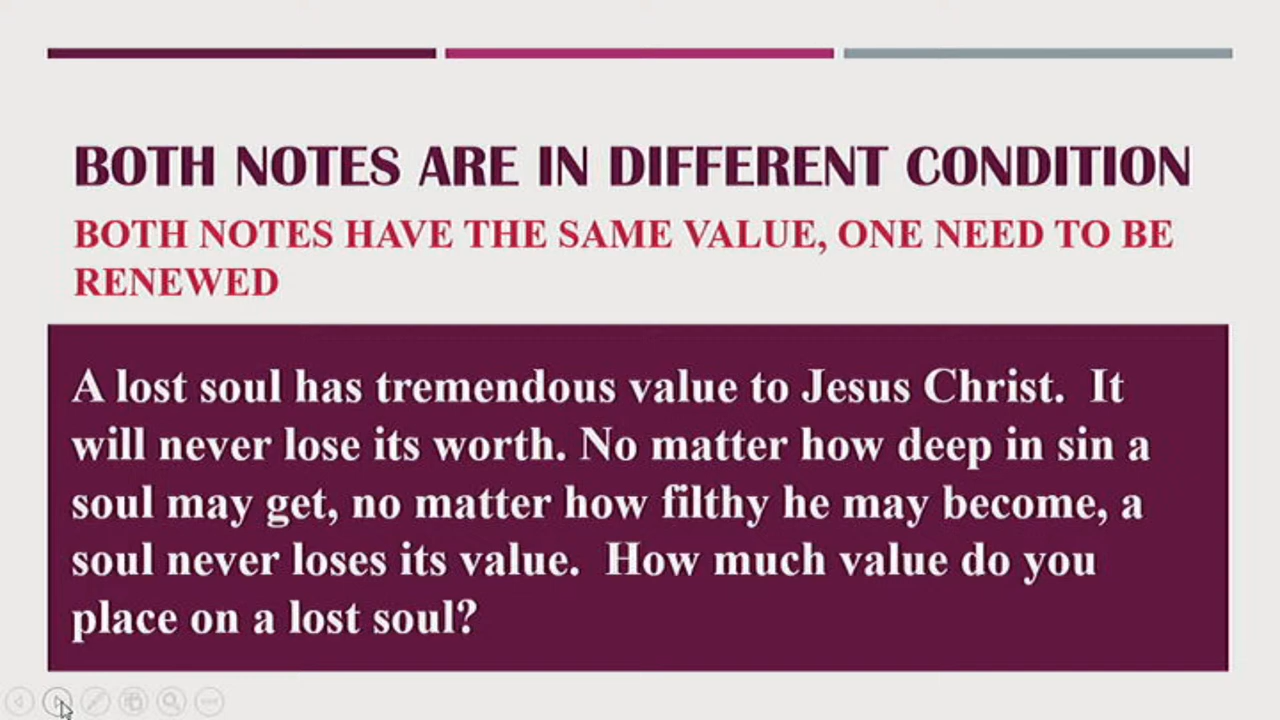 BOTH NOTES ARE IN DIFFERENT CONDITION
BOTH NOTES HAVE THE SAME VALUE, ONE NEED TO BE
RENEWED
A lost soul has tremendous value to Jesus Christ.  It
will never lose its worth. No matter how deep in sin a
soul may get, no matter how filthy he may become, a
soul never loses its value.  How much value do you
place on a lost soul?